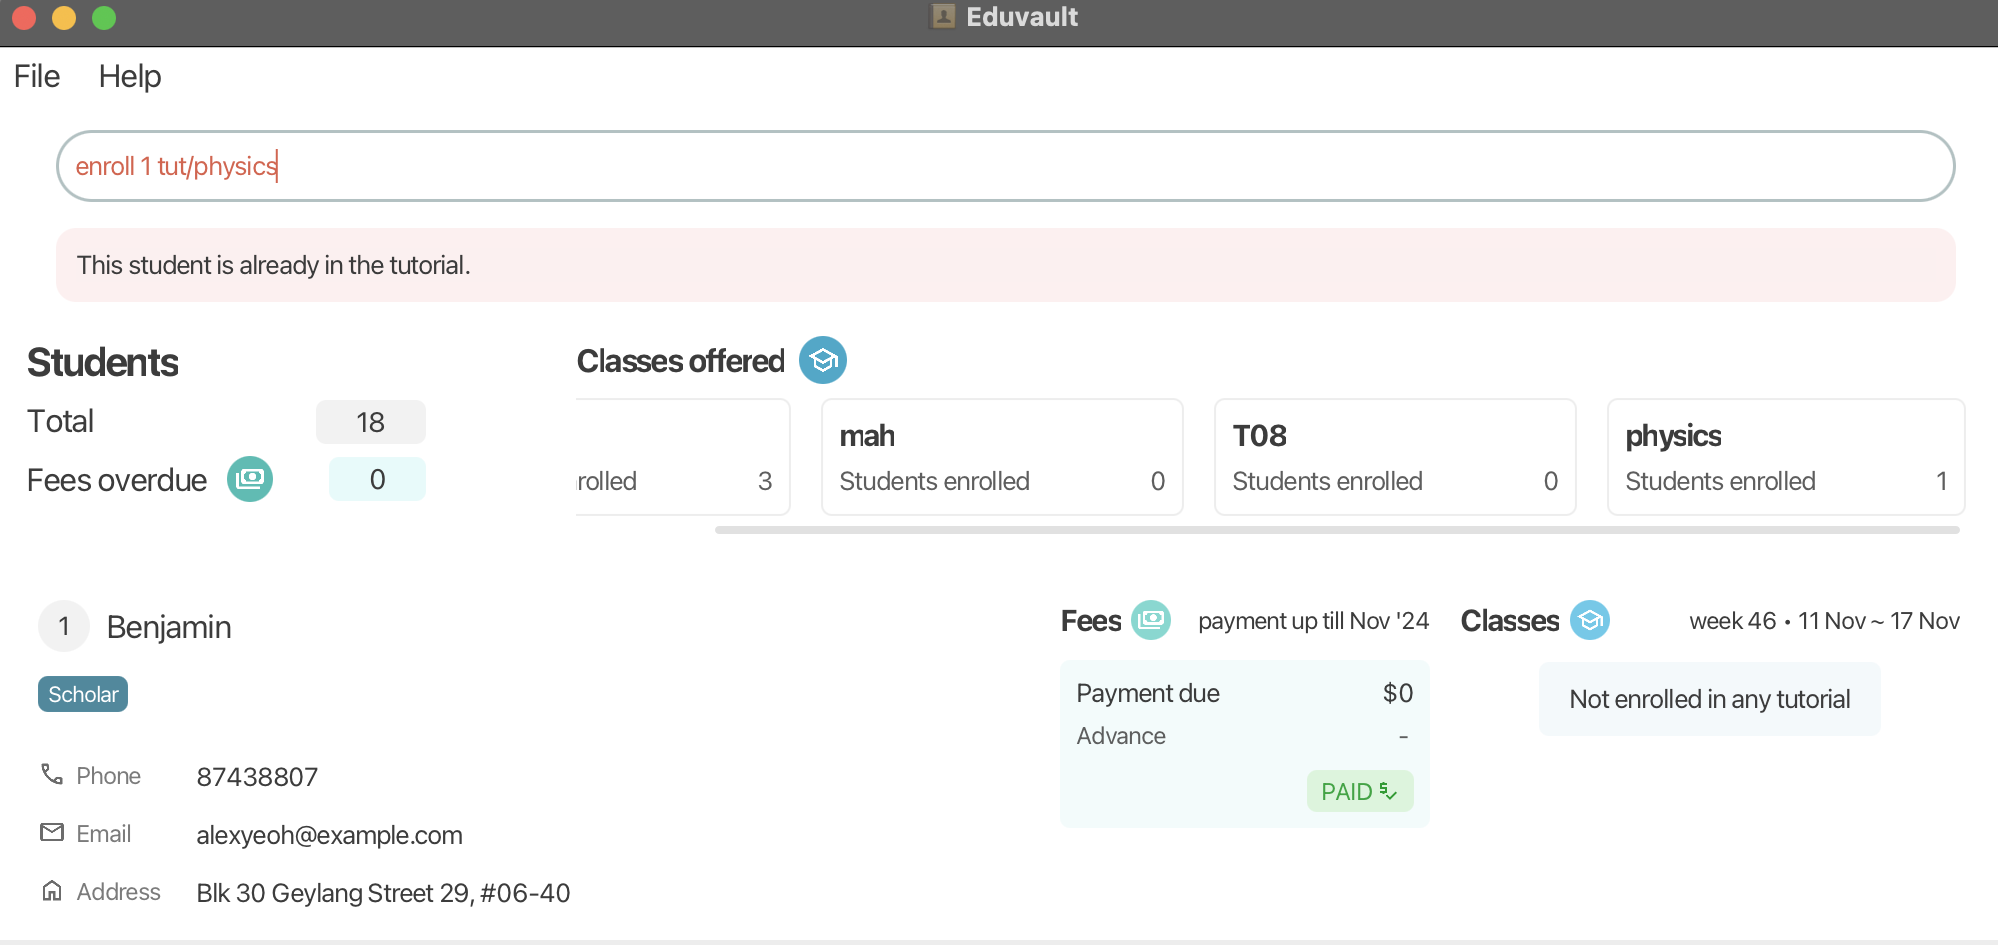 Eduvault
File Help
enroll 1 tut/physics
This student is already in the tutorial.
Students
Total 18
Fees overdue 0
Classes offered
rolled 3
mah
Students enrolled 0
T08
Students enrolled 0
physics
Students enrolled 1
1 Benjamin
Scholar
Phone 87438807
Email alexyeoh@example.com
Address Blk 30 Geylang Street 29, #06-40
Fees payment up till Nov '24
Payment due $0
Advance -
PAID
Classes week 46 • 11 Nov ~ 17 Nov
Not enrolled in any tutorial